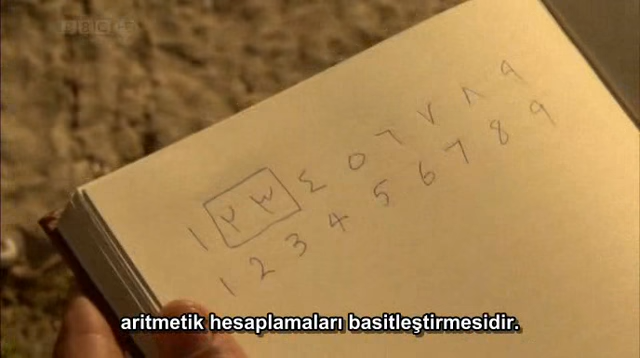 BBC
١ ٢ ٣ ٤ ٥ ٦ ٧ ٨ ٩
1 2 3 4 5 6 7 8 9
aritmetik hesaplamaları basitleştirmesidir.